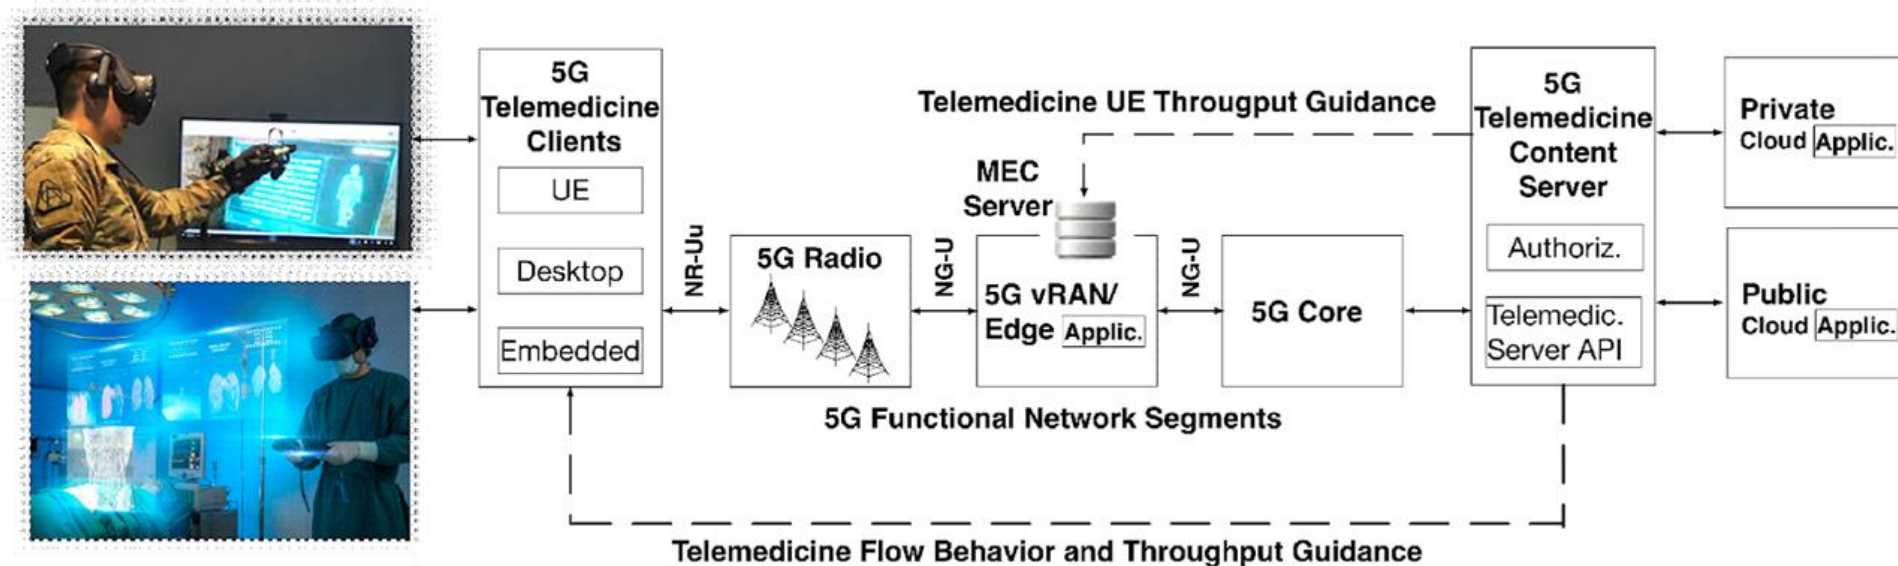 5G
Telemedicine
Clients
UE
Desktop
Embedded
NR-Uu
5G Radio
NG-U
MEC
Server
5G vRAN/
Edge Applic.
NG-U
5G Core
5G Functional Network Segments
Telemedicine UE Througput Guidance
5G
Telemedicine
Content
Server
Authoriz.
Telemedic.
Server API
Private
Cloud Applic.
Public
Cloud Applic.
Telemedicine Flow Behavior and Throughput Guidance